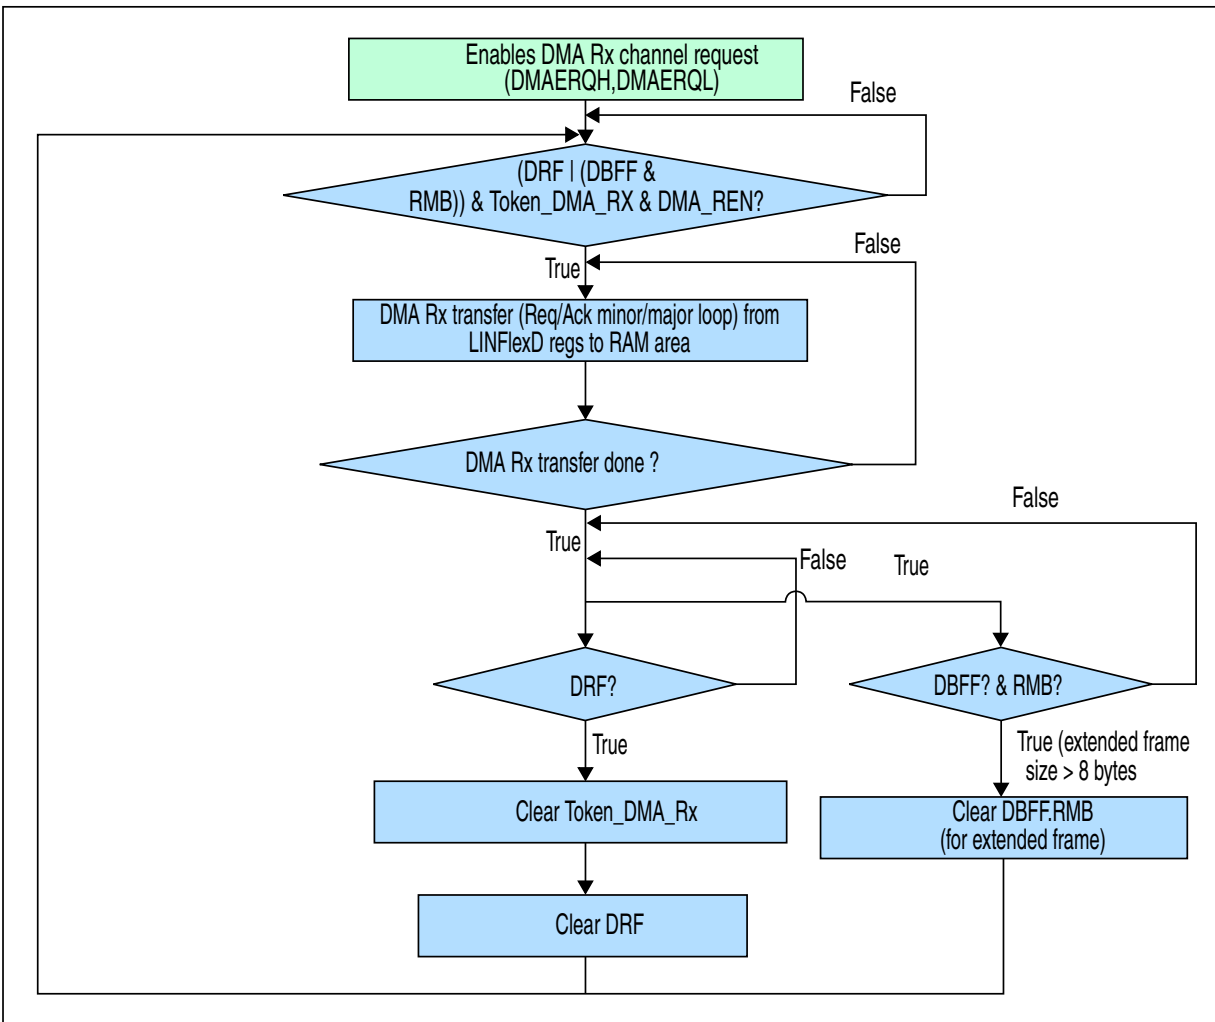 Enables DMA Rx channel request
(DMAERQH,DMAERQL)
False
(DRF | (DBFF &
RMB)) & Token_DMA_RX & DMA_REN?
False
True
DMA Rx transfer (Req/Ack minor/major loop) from
LINFlexD regs to RAM area
DMA Rx transfer done ?
False
True
False
True
DRF?
DBFF? & RMB?
True
True (extended frame
size > 8 bytes
Clear Token_DMA_Rx
Clear DBFF.RMB
(for extended frame)
Clear DRF